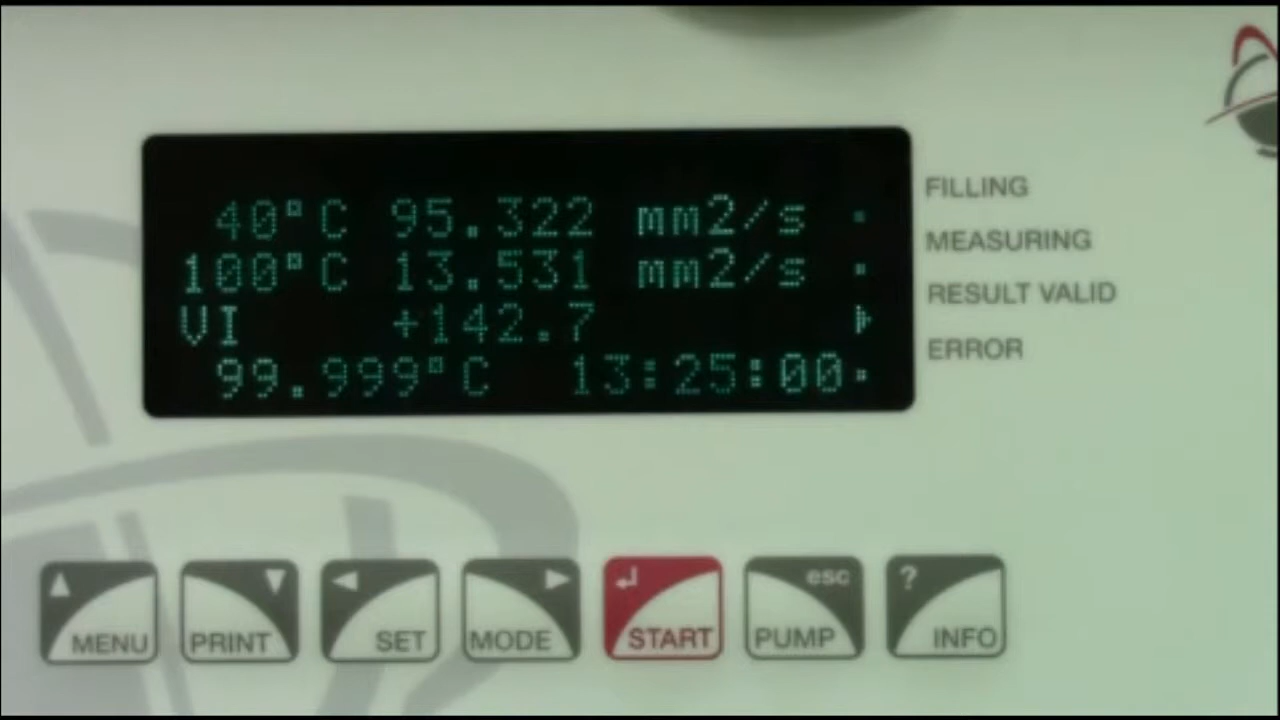 40°C 95.322 mm2/s
100°C 13.531 mm2/s
VI +142.7
99.999°C 13:25:00
FILLING
MEASURING
RESULT VALID
ERROR
MENU PRINT SET MODE START esc PUMP ? INFO